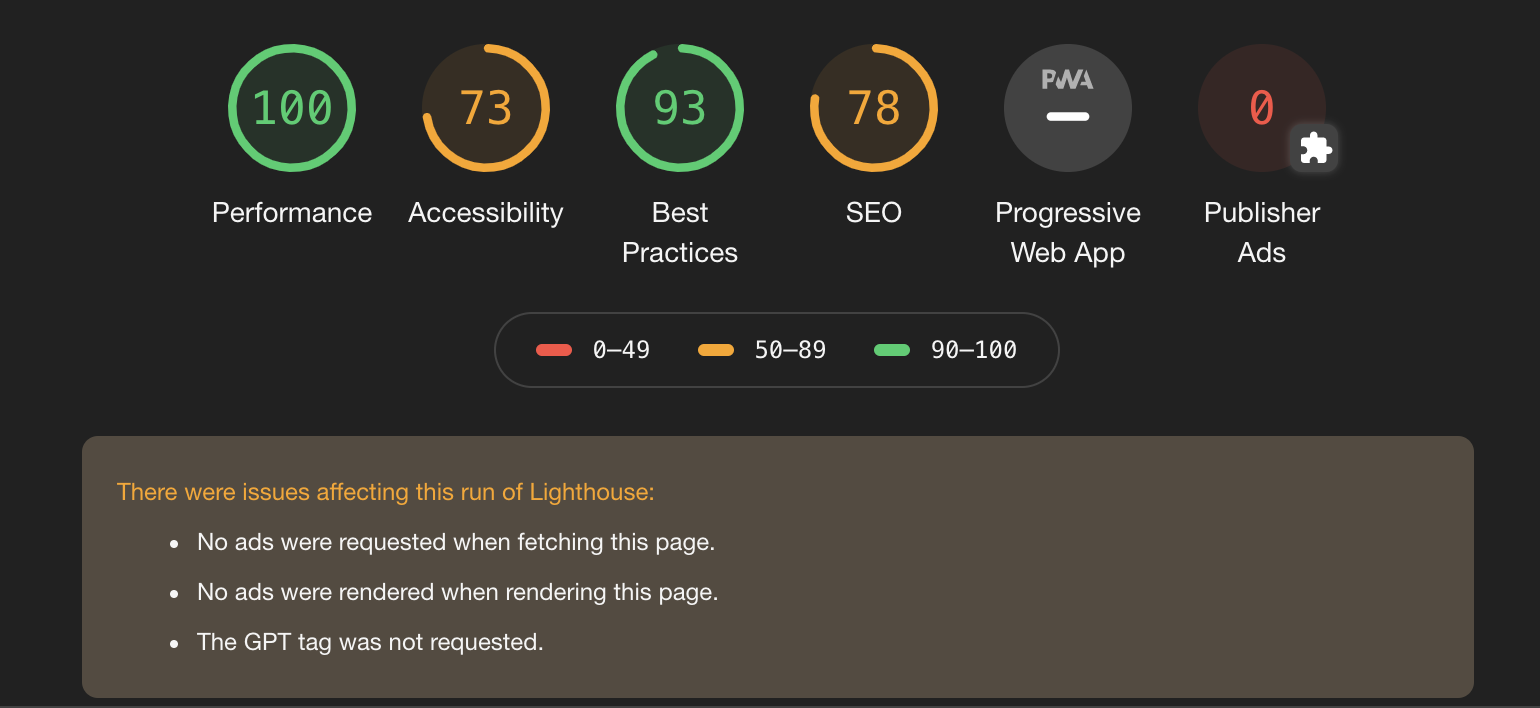 100 73 93 78 PWA 0
Performance Accessibility Best Practices SEO Progressive Web App Publisher Ads
0–49 50–89 90–100
There were issues affecting this run of Lighthouse:
• No ads were requested when fetching this page.
• No ads were rendered when rendering this page.
• The GPT tag was not requested.